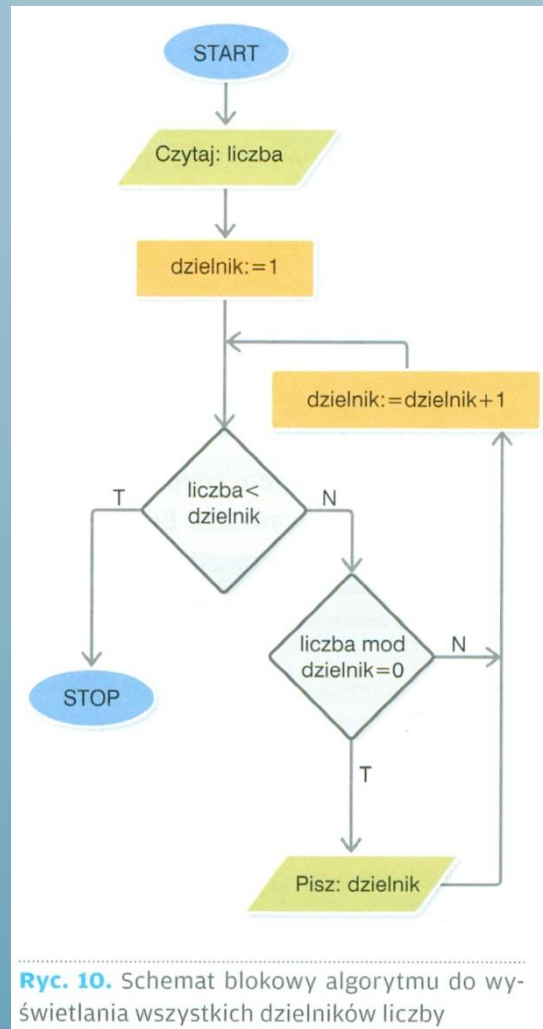 START
Czytaj: liczba
dzielnik:=1
dzielnik:=dzielnik+1
liczba<
dzielnik
T
N
liczba mod
dzielnik=0
N
STOP
T
Pisz: dzielnik
Ryc. 10. Schemat blokowy algorytmu do wy-
świetlania wszystkich dzielników liczby